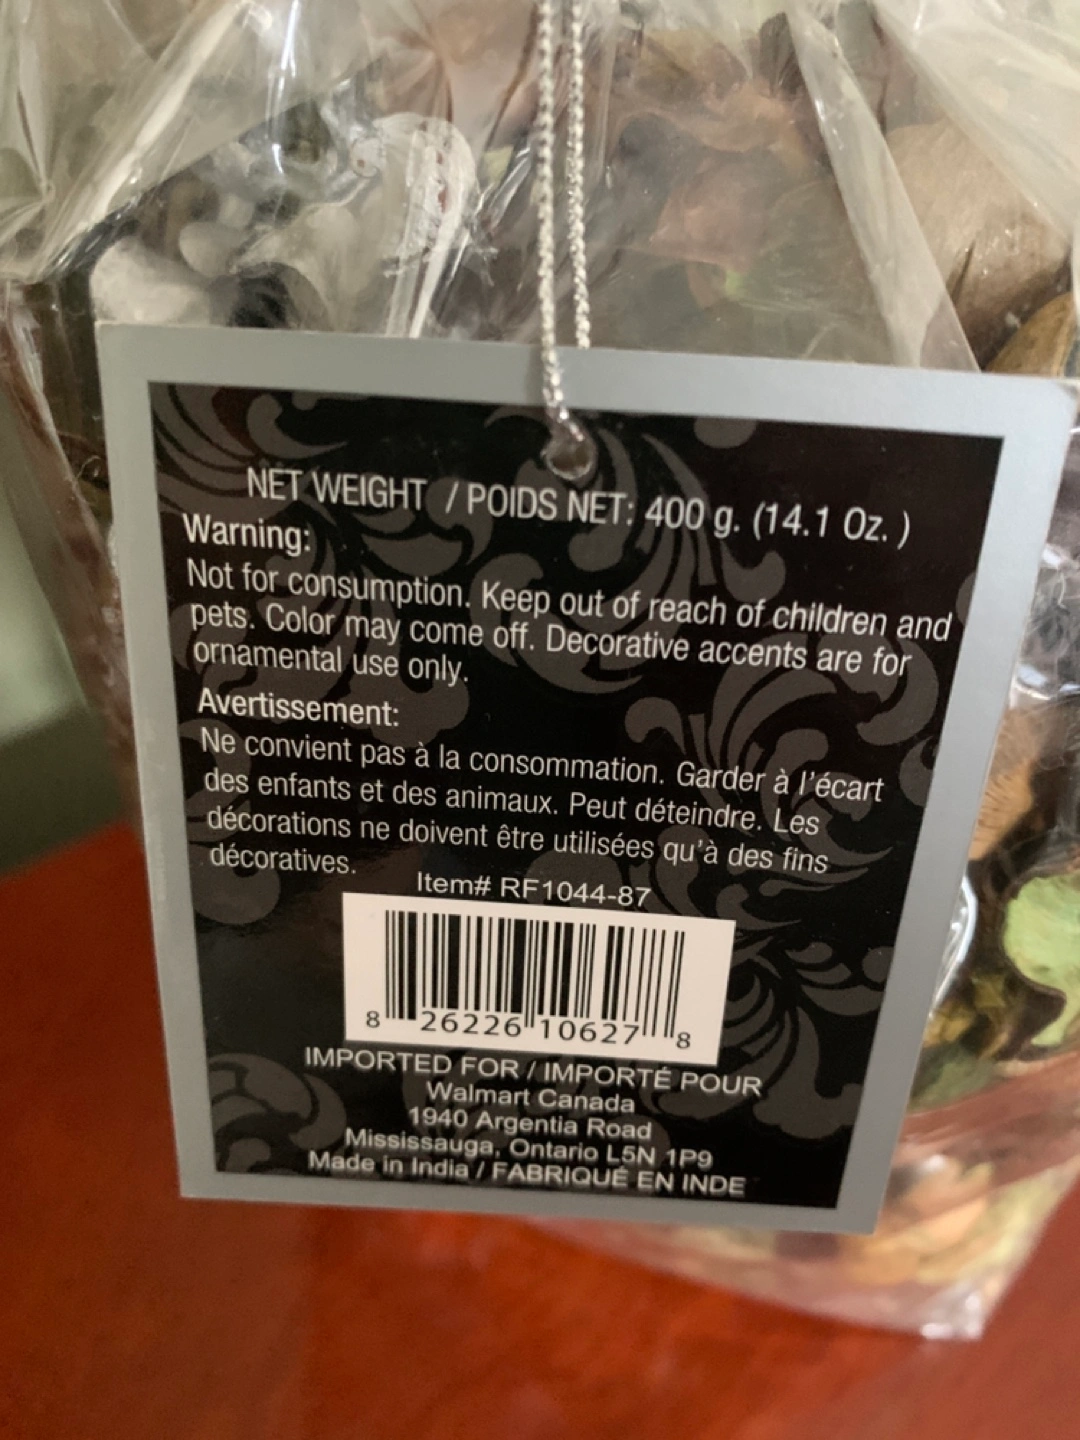 NET WEIGHT / POIDS NET: 400 g. (14.1 Oz. )
Warning:
Not for consumption. Keep out of reach of children and
pets. Color may come off. Decorative accents are for
ornamental use only.
Avertissement:
Ne convient pas à la consommation. Garder à l'écart
des enfants et des animaux. Peut déteindre. Les
décorations ne doivent être utilisées qu'à des fins
décoratives.
Item# RF1044-87
8 26226 10627 8
IMPORTED FOR / IMPORTÉ POUR
Walmart Canada
1940 Argentia Road
Mississauga, Ontario L5N 1P9
Made in India / FABRIQUÉ EN INDE